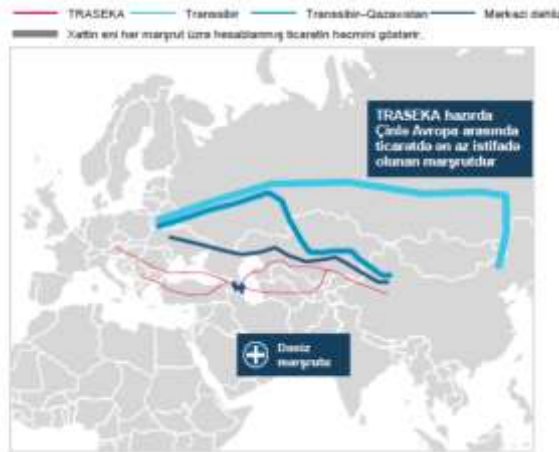 TRASEKA Transsibir Transsibir–Qazaxıstan Mərkəzi dəhliz
Xəttin eni hər marşrut üzrə hesablanmış ticarətin həcmini göstərir.
TRASEKA hazırda
Çinlə Avropa arasında
ticarətdə ən az istifadə
olunan marşrutdur
Dəniz
marşrutu